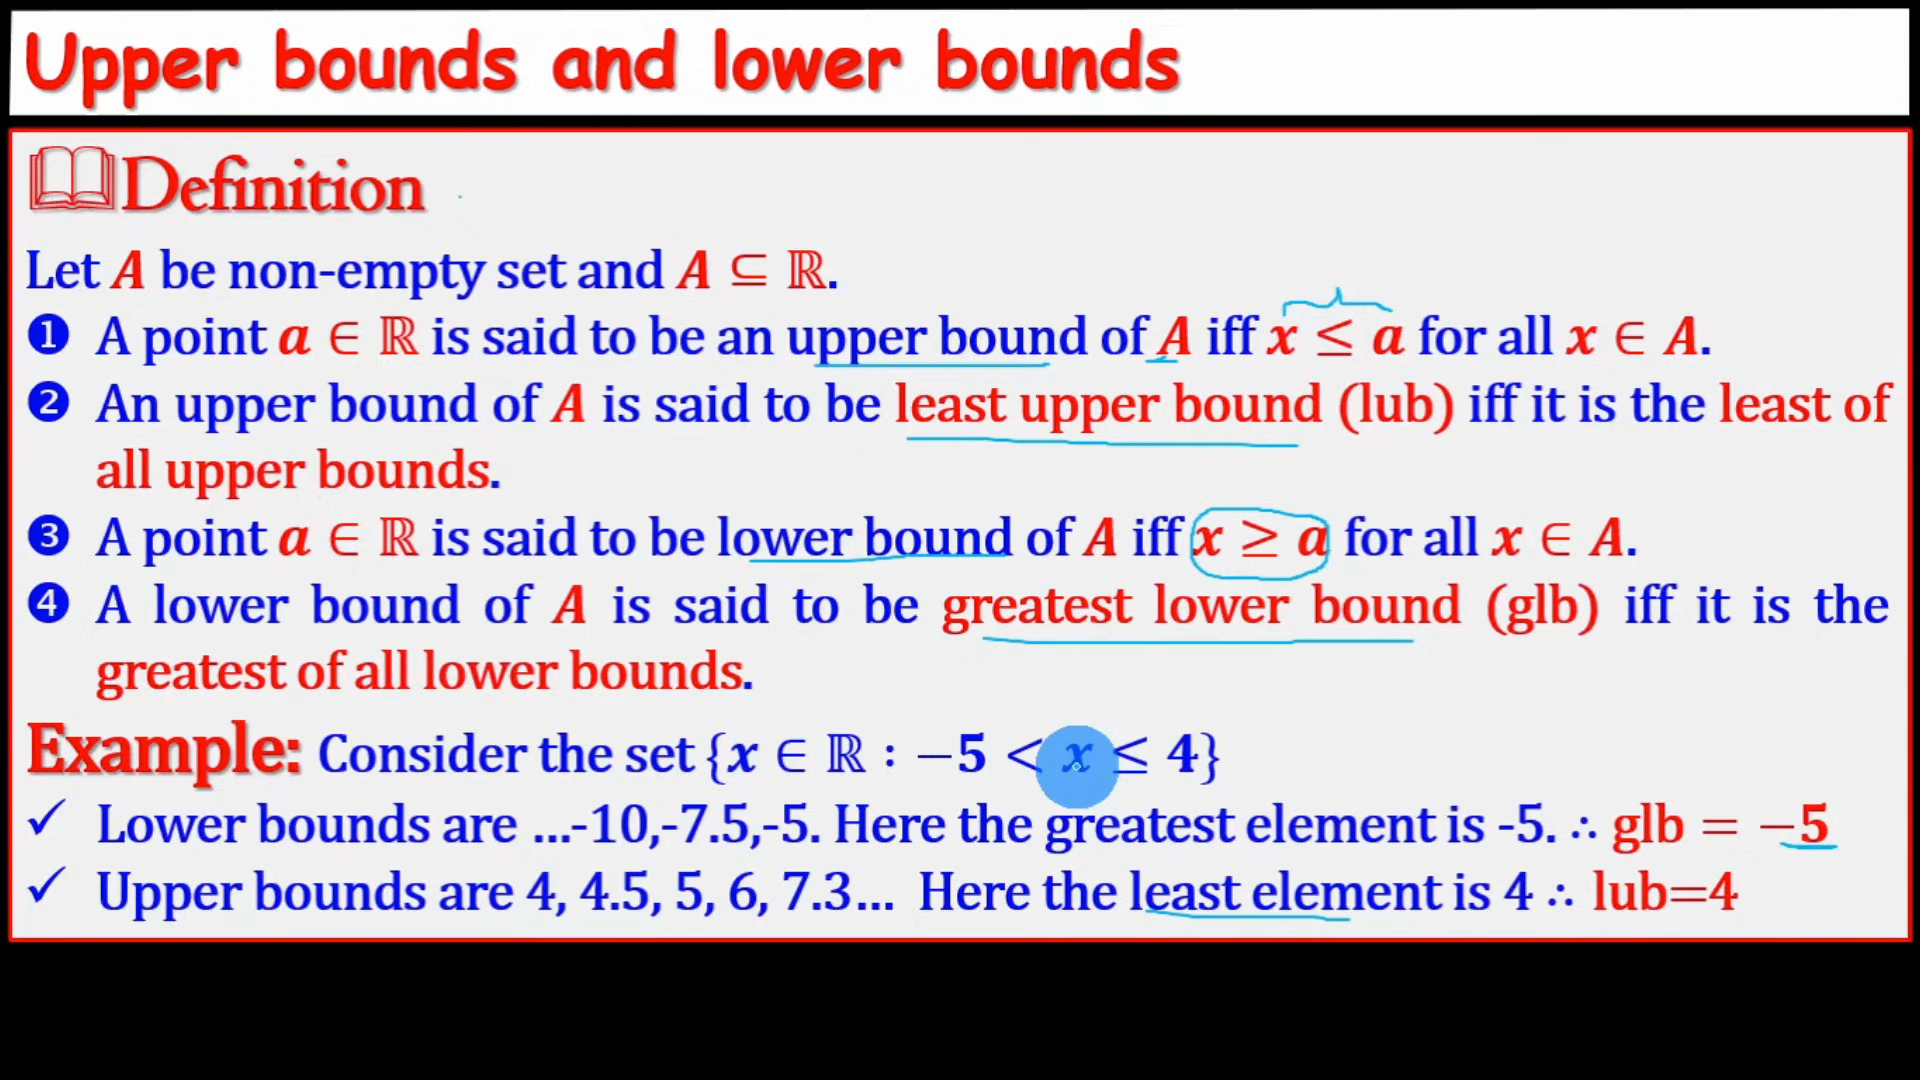 Upper bounds and lower bounds
Definition
Let A be non-empty set and A ⊆ ℝ.
❶ A point a ∈ ℝ is said to be an upper bound of A iff x ≤ a for all x ∈ A.
❷ An upper bound of A is said to be least upper bound (lub) iff it is the least of
all upper bounds.
❸ A point a ∈ ℝ is said to be lower bound of A iff x ≥ a for all x ∈ A.
❹ A lower bound of A is said to be greatest lower bound (glb) iff it is the
greatest of all lower bounds.
Example: Consider the set {x ∈ ℝ : −5 < x ≤ 4}
✓ Lower bounds are ...-10,-7.5,-5. Here the greatest element is -5. ∴ glb = −5
✓ Upper bounds are 4, 4.5, 5, 6, 7.3... Here the least element is 4 ∴ lub=4